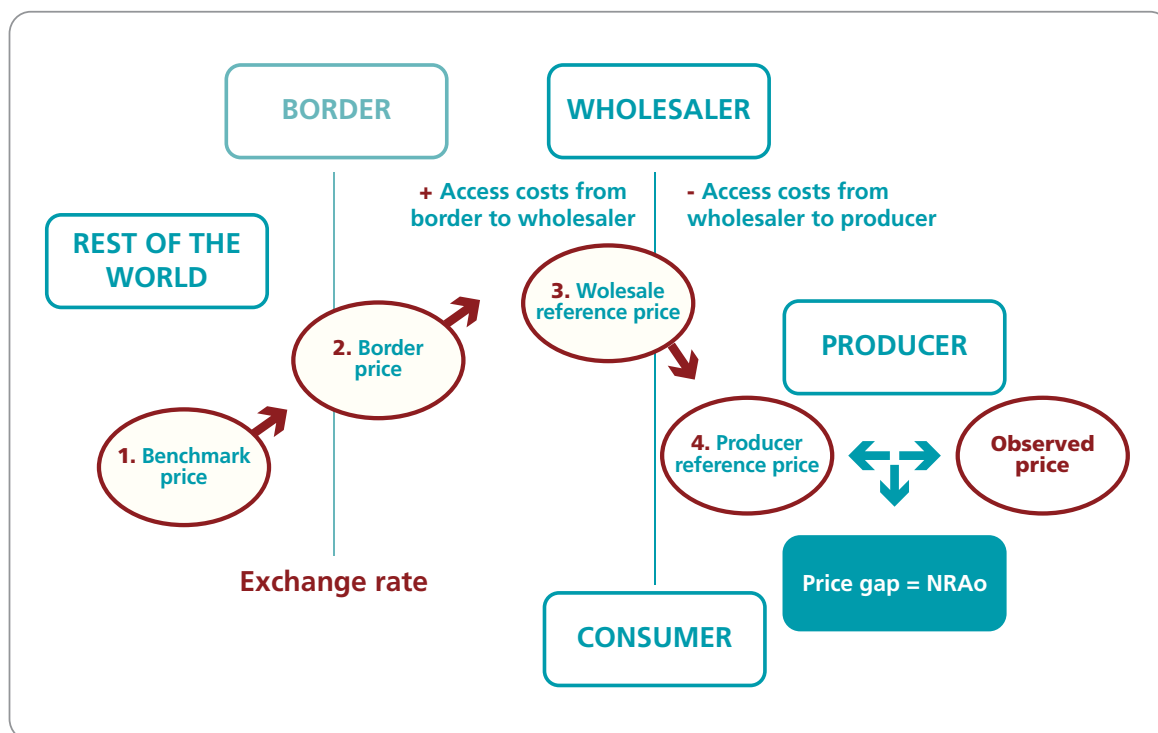 BORDER
WHOLESALER
+ Access costs from
border to wholesaler
- Access costs from
wholesaler to producer
REST OF THE
WORLD
3. Wolesale
reference price
2. Border
price
PRODUCER
1. Benchmark
price
4. Producer
reference price
Observed
price
Exchange rate
Price gap = NRAo
CONSUMER